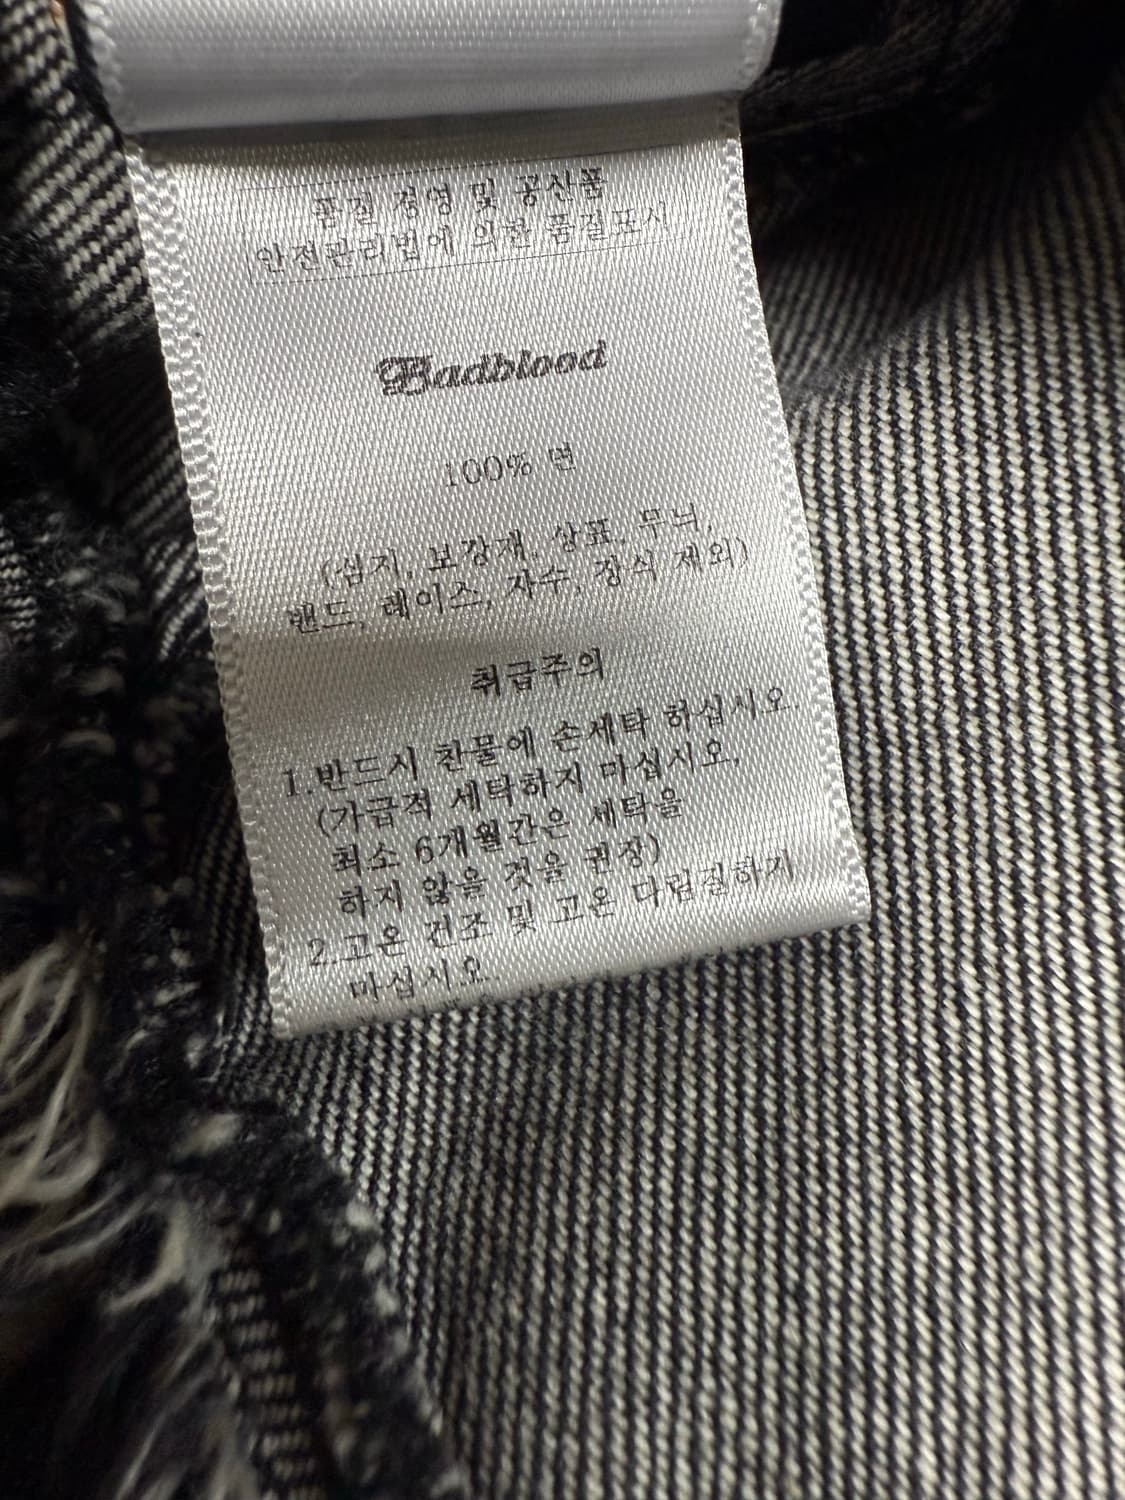 품질 경영 및 공산품
안전관리법에 의한 품질표시
Badblood
100% 면
(심지, 보강재, 상표, 무늬,
밴드, 레이스, 자수, 장식 제외)
취급주의
1.반드시 찬물에 손세탁 하십시오.
(가급적 세탁하지 마십시오,
최소 6개월간은 세탁을
하지 않을 것을 권장)
2.고온 건조 및 고온 다림질하지
마십시오.